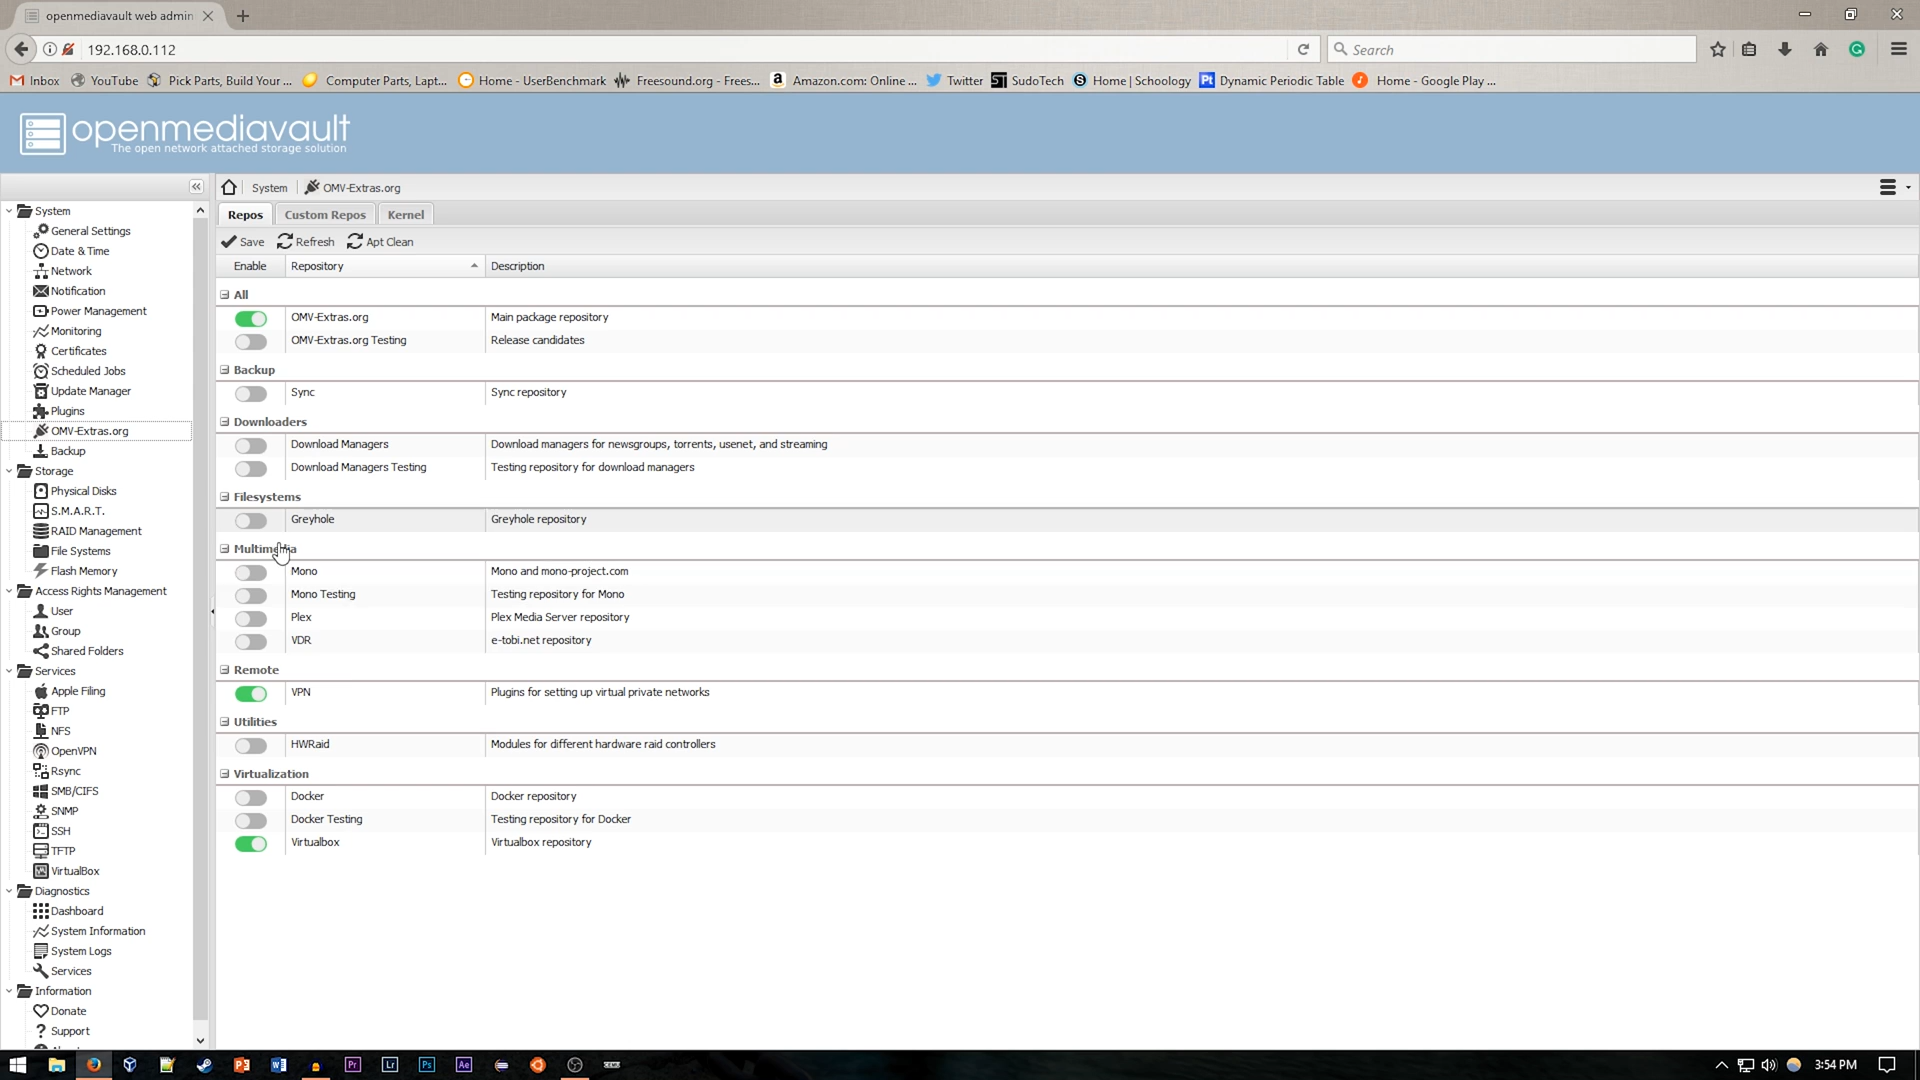 openmediavault web admin
192.168.0.112
Search
Inbox YouTube Pick Parts, Build Your ... Computer Parts, Lapt... Home - UserBenchmark Freesound.org - Frees... Amazon.com: Online ... Twitter SudoTech Home | Schoology Dynamic Periodic Table Home - Google Play ...
openmediavault
The open network attached storage solution
System OMV-Extras.org
System
General Settings
Date & Time
Network
Notification
Power Management
Monitoring
Certificates
Scheduled Jobs
Update Manager
Plugins
OMV-Extras.org
Backup
Storage
Physical Disks
S.M.A.R.T.
RAID Management
File Systems
Flash Memory
Access Rights Management
User
Group
Shared Folders
Services
Apple Filing
FTP
NFS
OpenVPN
Rsync
SMB/CIFS
SNMP
SSH
TFTP
VirtualBox
Diagnostics
Dashboard
System Information
System Logs
Services
Information
Donate
Support
Repos Custom Repos Kernel
Save Refresh Apt Clean
Enable Repository Description
All
OMV-Extras.org Main package repository
OMV-Extras.org Testing Release candidates
Backup
Sync Sync repository
Downloaders
Download Managers Download managers for newsgroups, torrents, usenet, and streaming
Download Managers Testing Testing repository for download managers
Filesystems
Greyhole Greyhole repository
Multimedia
Mono Mono and mono-project.com
Mono Testing Testing repository for Mono
Plex Plex Media Server repository
VDR e-tobi.net repository
Remote
VPN Plugins for setting up virtual private networks
Utilities
HWRaid Modules for different hardware raid controllers
Virtualization
Docker Docker repository
Docker Testing Testing repository for Docker
Virtualbox Virtualbox repository
3:54 PM